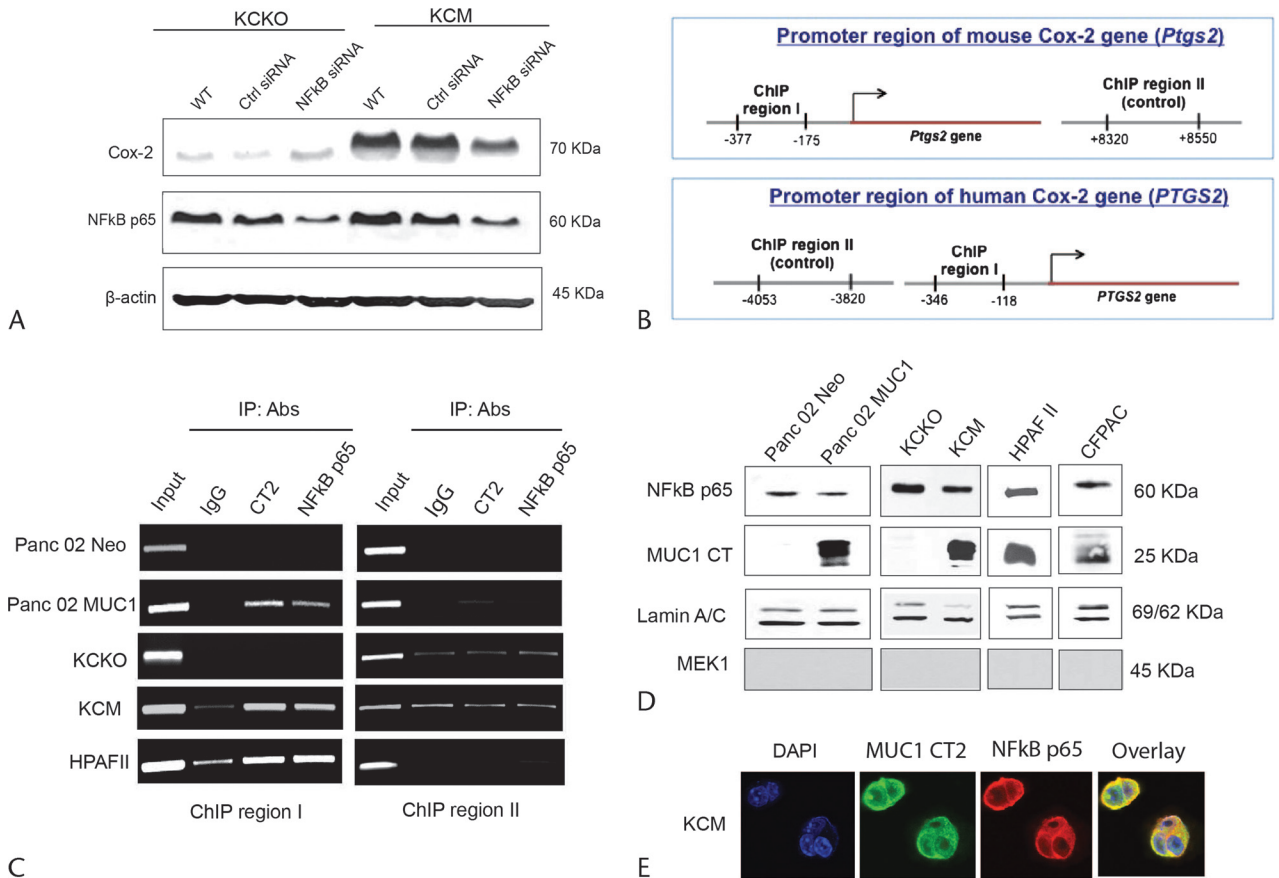 KCKO
KCM
WT
Ctrl siRNA
NFkB siRNA
WT
Ctrl siRNA
NFkB siRNA
Cox-2
70 KDa
NFkB p65
60 KDa
β-actin
45 KDa
A
Promoter region of mouse Cox-2 gene (Ptgs2)
ChIP
region I
ChIP region II
(control)
Ptgs2 gene
-377
-175
+8320
+8550
Promoter region of human Cox-2 gene (PTGS2)
ChIP region II
(control)
ChIP
region I
PTGS2 gene
-4053
-3820
-346
-118
B
IP: Abs
IP: Abs
Input
IgG
CT2
NFkB p65
Input
IgG
CT2
NFkB p65
Panc 02 Neo
Panc 02 MUC1
KCKO
KCM
HPAFII
ChIP region I
ChIP region II
C
Panc 02 Neo
Panc 02 MUC1
KCKO
KCM
HPAF II
CFPAC
NFkB p65
60 KDa
MUC1 CT
25 KDa
Lamin A/C
69/62 KDa
MEK1
45 KDa
D
DAPI
MUC1 CT2
NFkB p65
Overlay
KCM
E